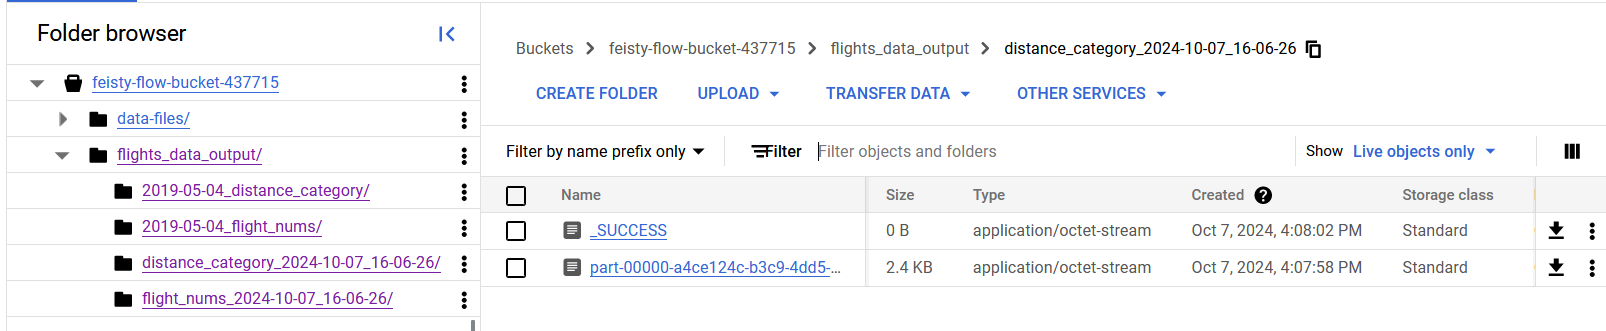 Folder browser
feisty-flow-bucket-437715
data-files/
flights_data_output/
2019-05-04_distance_category/
2019-05-04_flight_nums/
distance_category_2024-10-07_16-06-26/
flight_nums_2024-10-07_16-06-26/
Buckets > feisty-flow-bucket-437715 > flights_data_output > distance_category_2024-10-07_16-06-26
CREATE FOLDER UPLOAD TRANSFER DATA OTHER SERVICES
Filter by name prefix only Filter Filter objects and folders Show Live objects only
Name Size Type Created Storage class
_SUCCESS 0 B application/octet-stream Oct 7, 2024, 4:08:02 PM Standard
part-00000-a4ce124c-b3c9-4dd5-... 2.4 KB application/octet-stream Oct 7, 2024, 4:07:58 PM Standard